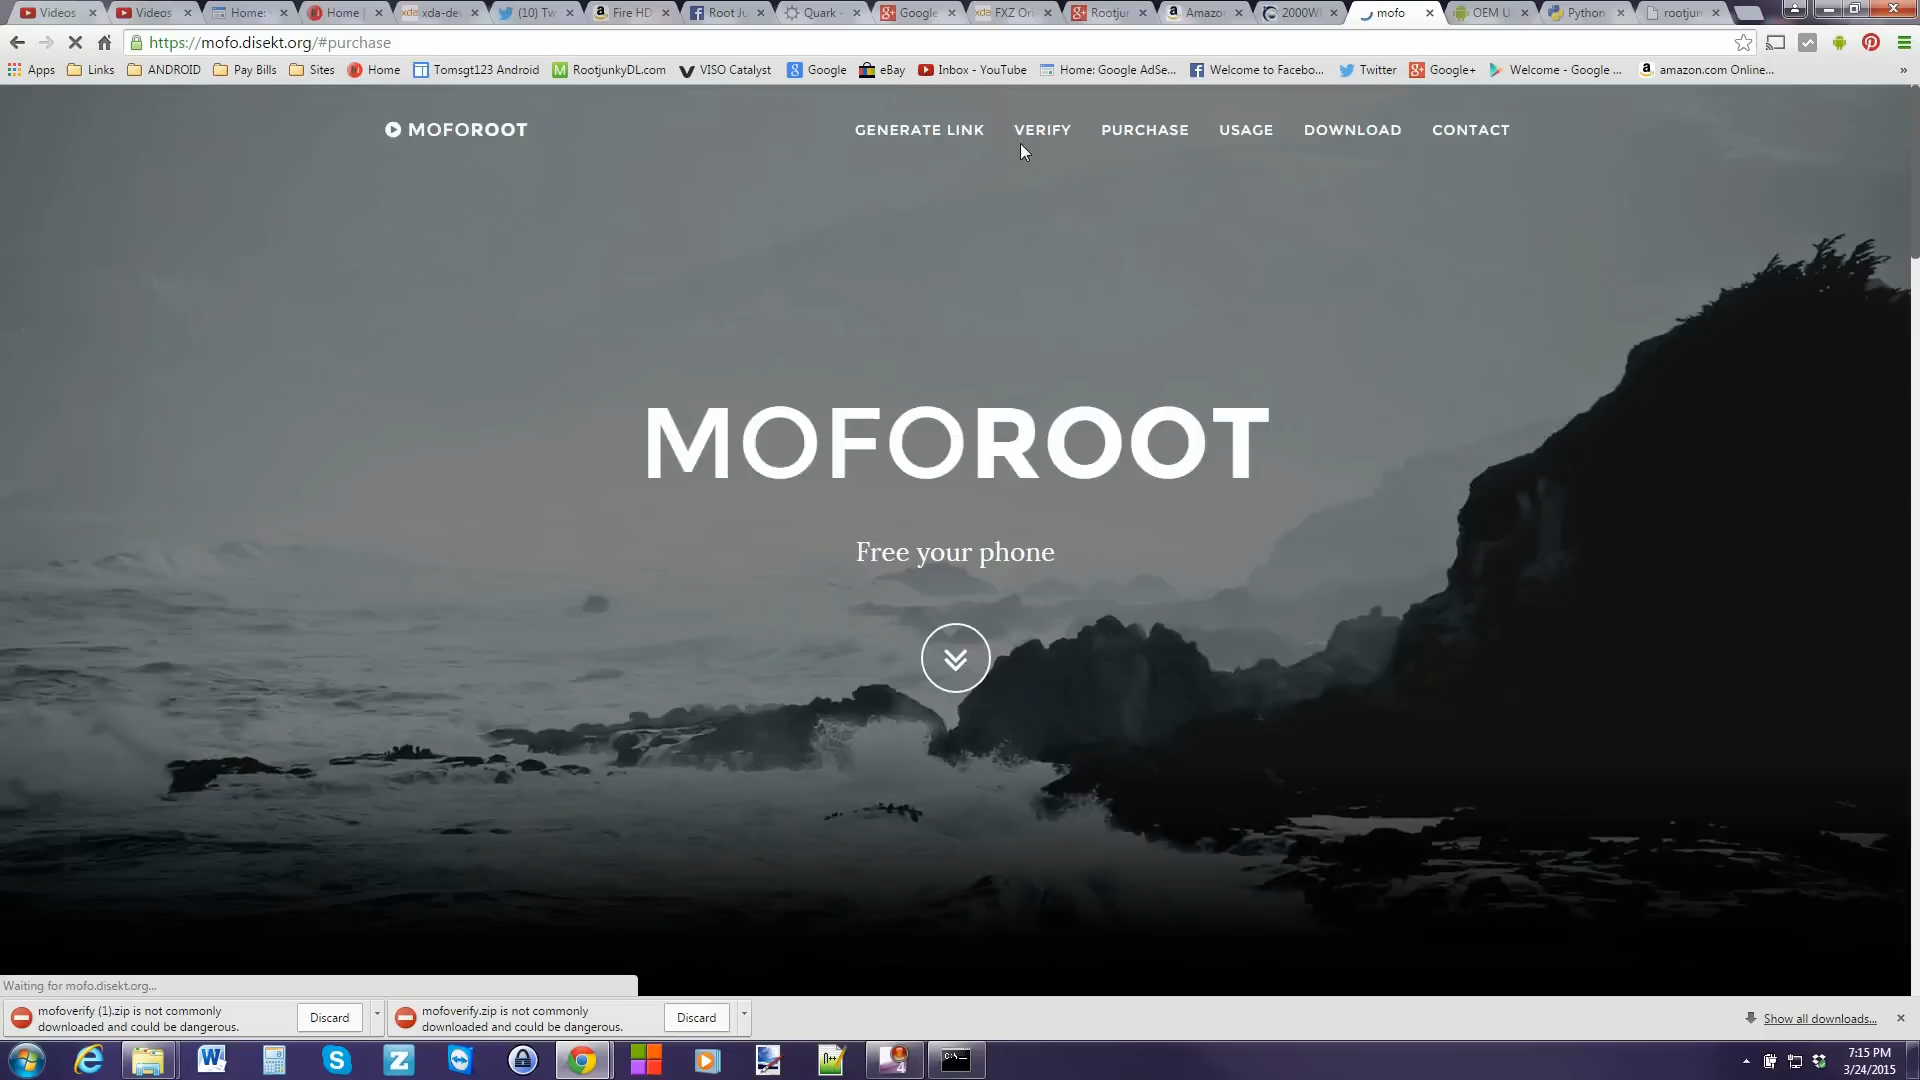 Videos
Videos
Home:
Home |
xda-de
(10) Tw
Fire HD
Root Ju
Quark -
Google
FXZ Ori
Rootjun
Amazon
2000W
mofo
OEM U
Python
rootjun
https://mofo.disekt.org/#purchase
Apps
Links
ANDROID
Pay Bills
Sites
Home
Tomsgt123 Android
RootjunkyDL.com
VISO Catalyst
Google
eBay
Inbox - YouTube
Home: Google AdSe...
Welcome to Facebo...
Twitter
Google+
Welcome - Google ...
amazon.com Online...
»
MOFOROOT
GENERATE LINK
VERIFY
PURCHASE
USAGE
DOWNLOAD
CONTACT
MOFOROOT
Free your phone
Waiting for mofo.disekt.org...
mofoverify (1).zip is not commonly
downloaded and could be dangerous.
Discard
mofoverify.zip is not commonly
downloaded and could be dangerous.
Discard
Show all downloads...
7:15 PM
3/24/2015